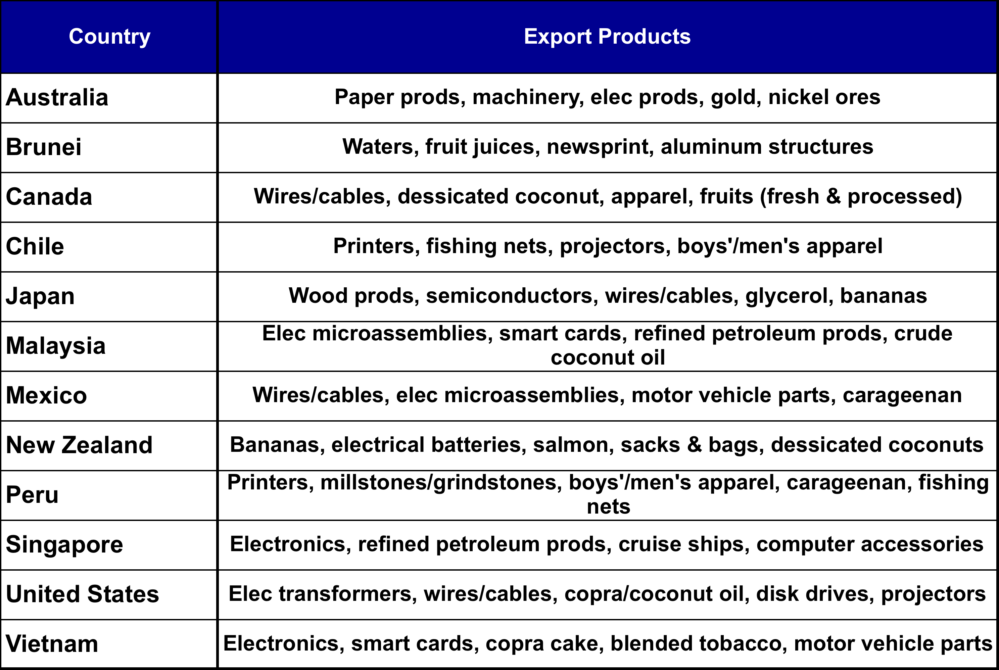 Country Export Products
Australia Paper prods, machinery, elec prods, gold, nickel ores
Brunei Waters, fruit juices, newsprint, aluminum structures
Canada Wires/cables, dessicated coconut, apparel, fruits (fresh & processed)
Chile Printers, fishing nets, projectors, boys'/men's apparel
Japan Wood prods, semiconductors, wires/cables, glycerol, bananas
Malaysia Elec microassemblies, smart cards, refined petroleum prods, crude
coconut oil
Mexico Wires/cables, elec microassemblies, motor vehicle parts, carageenan
New Zealand Bananas, electrical batteries, salmon, sacks & bags, dessicated coconuts
Peru Printers, millstones/grindstones, boys'/men's apparel, carageenan, fishing
nets
Singapore Electronics, refined petroleum prods, cruise ships, computer accessories
United States Elec transformers, wires/cables, copra/coconut oil, disk drives, projectors
Vietnam Electronics, smart cards, copra cake, blended tobacco, motor vehicle parts